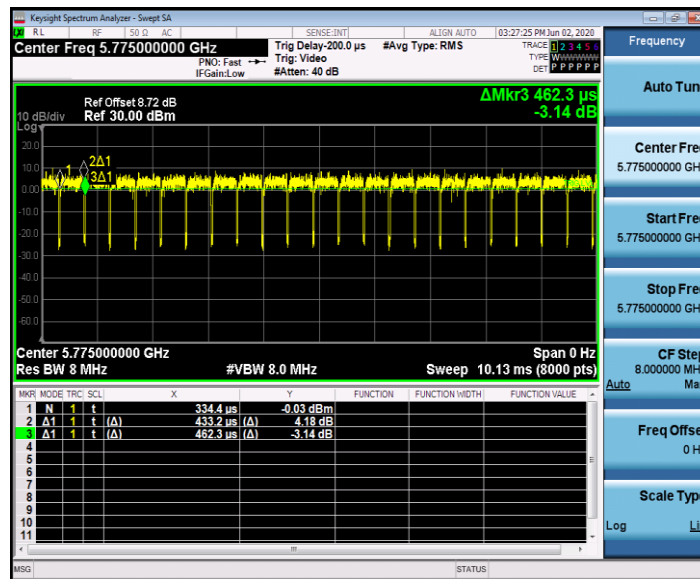 Keysight Spectrum Analyzer - Swept SA
RL RF 50 Ω AC SENSE:INT ALIGN AUTO 03:27:25 PM Jun 02, 2020
Center Freq 5.775000000 GHz Trig Delay-200.0 µs #Avg Type: RMS TRACE 1 2 3 4 5 6
PNO: Fast Trig: Video TYPE WWWWWW
IFGain:Low #Atten: 40 dB DET P P P P P P
Frequency
Auto Tun
ΔMkr3 462.3 µs
-3.14 dB
Ref Offset 8.72 dB
10 dB/div Ref 30.00 dBm
Log
20.0
10.0
0.00
-10.0
-20.0
-30.0
-40.0
-50.0
-60.0
1
2Δ1
3Δ1
Center 5.775000000 GHz Span 0 Hz
Res BW 8 MHz #VBW 8.0 MHz Sweep 10.13 ms (8000 pts)
MKR MODE TRC SCL X Y FUNCTION FUNCTION WIDTH FUNCTION VALUE
1 N 1 t 334.4 µs -0.03 dBm
2 Δ1 1 t (Δ) 433.2 µs (Δ) 4.18 dB
3 Δ1 1 t (Δ) 462.3 µs (Δ) -3.14 dB
4
5
6
7
8
9
10
11
Center Fre
5.775000000 GH
Start Fre
5.775000000 GH
Stop Fre
5.775000000 GH
CF Ste
8.000000 MH
Auto Ma
Freq Offse
0 H
Scale Typ
Log Li
MSG STATUS